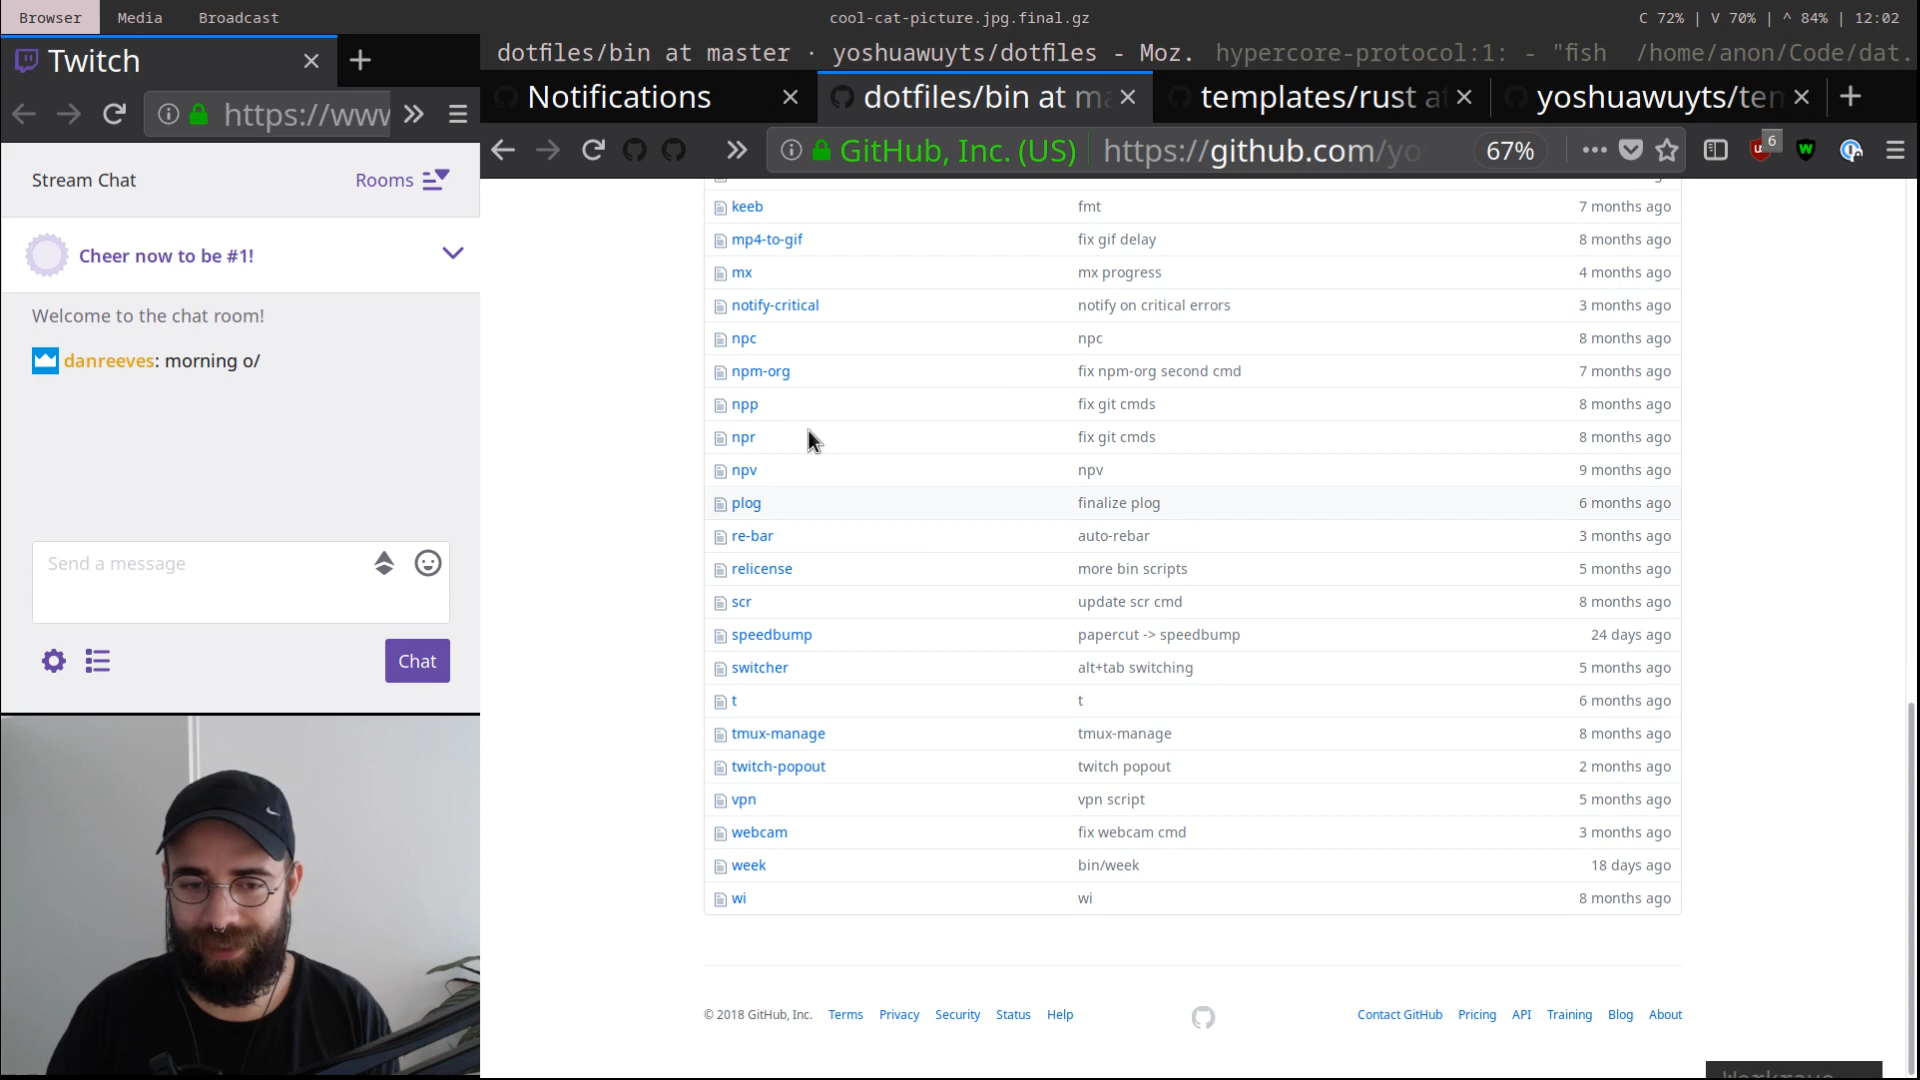 Browser Media Broadcast
cool-cat-picture.jpg.final.gz
C 72% | V 70% | ^ 84% | 12:02
Twitch
https://www
Stream Chat
Rooms
Cheer now to be #1!
Welcome to the chat room!
danreeves: morning o/
Send a message
Chat
dotfiles/bin at master · yoshuawuyts/dotfiles - Moz.
hypercore-protocol:1: - "fish /home/anon/Code/dat.
Notifications
dotfiles/bin at ma
templates/rust at
yoshuawuyts/tem
GitHub, Inc. (US)
https://github.com/yo
67%
6
keeb fmt 7 months ago
mp4-to-gif fix gif delay 8 months ago
mx mx progress 4 months ago
notify-critical notify on critical errors 3 months ago
npc npc 8 months ago
npm-org fix npm-org second cmd 7 months ago
npp fix git cmds 8 months ago
npr fix git cmds 8 months ago
npv npv 9 months ago
plog finalize plog 6 months ago
re-bar auto-rebar 3 months ago
relicense more bin scripts 5 months ago
scr update scr cmd 8 months ago
speedbump papercut -> speedbump 24 days ago
switcher alt+tab switching 5 months ago
t t 6 months ago
tmux-manage tmux-manage 8 months ago
twitch-popout twitch popout 2 months ago
vpn vpn script 5 months ago
webcam fix webcam cmd 3 months ago
week bin/week 18 days ago
wi wi 8 months ago
© 2018 GitHub, Inc. Terms Privacy Security Status Help
Contact GitHub Pricing API Training Blog About